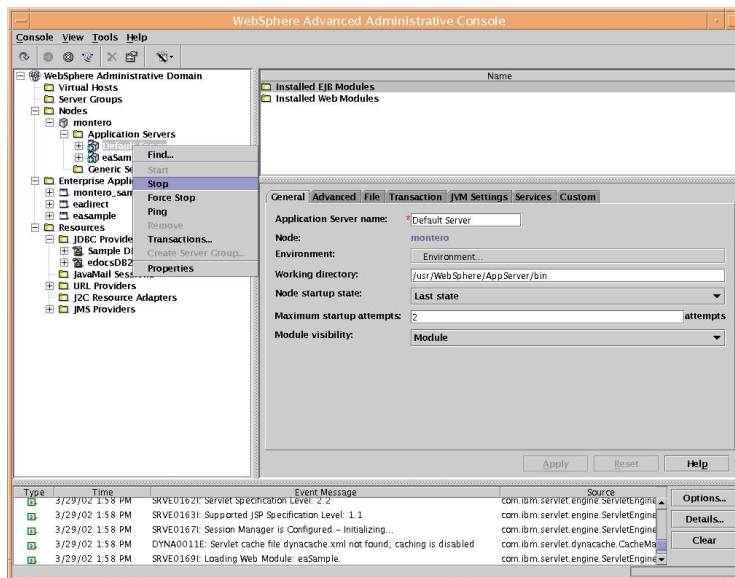 WebSphere Advanced Administrative Console
Console View Tools Help
WebSphere Administrative Domain
Virtual Hosts
Server Groups
Nodes
montero
Application Servers
Default Server
eaSam
Generic Se
Enterprise Appli
montero_sam
eadirect
easample
Resources
JDBC Provide
Sample D
edocsDB2
JavaMail Sess
URL Providers
J2C Resource Adapters
JMS Providers
Find...
Start
Stop
Force Stop
Ping
Remove
Transactions...
Create Server Group...
Properties
Name
Installed EJB Modules
Installed Web Modules
General Advanced File Transaction JVM Settings Services Custom
Application Server name: *Default Server
Node: montero
Environment: Environment...
Working directory: /usr/WebSphere/AppServer/bin
Node startup state: Last state
Maximum startup attempts: 2 attempts
Module visibility: Module
Apply Reset Help
Type Time Event Message Source
3/29/02 1:58 PM SRVE0162I: Servlet Specification Level: 2.2 com.ibm.servlet.engine.ServletEngine
3/29/02 1:58 PM SRVE0163I: Supported JSP Specification Level: 1.1 com.ibm.servlet.engine.ServletEngine
3/29/02 1:58 PM SRVE0167I: Session Manager is Configured – Initializing... com.ibm.servlet.engine.ServletEngine
3/29/02 1:58 PM DYNA0011E: Servlet cache file dynacache.xml not found; caching is disabled com.ibm.servlet.dynacache.CacheMa
3/29/02 1:58 PM SRVE0169I: Loading Web Module: eaSample. com.ibm.servlet.engine.ServletEngine
Options...
Details...
Clear